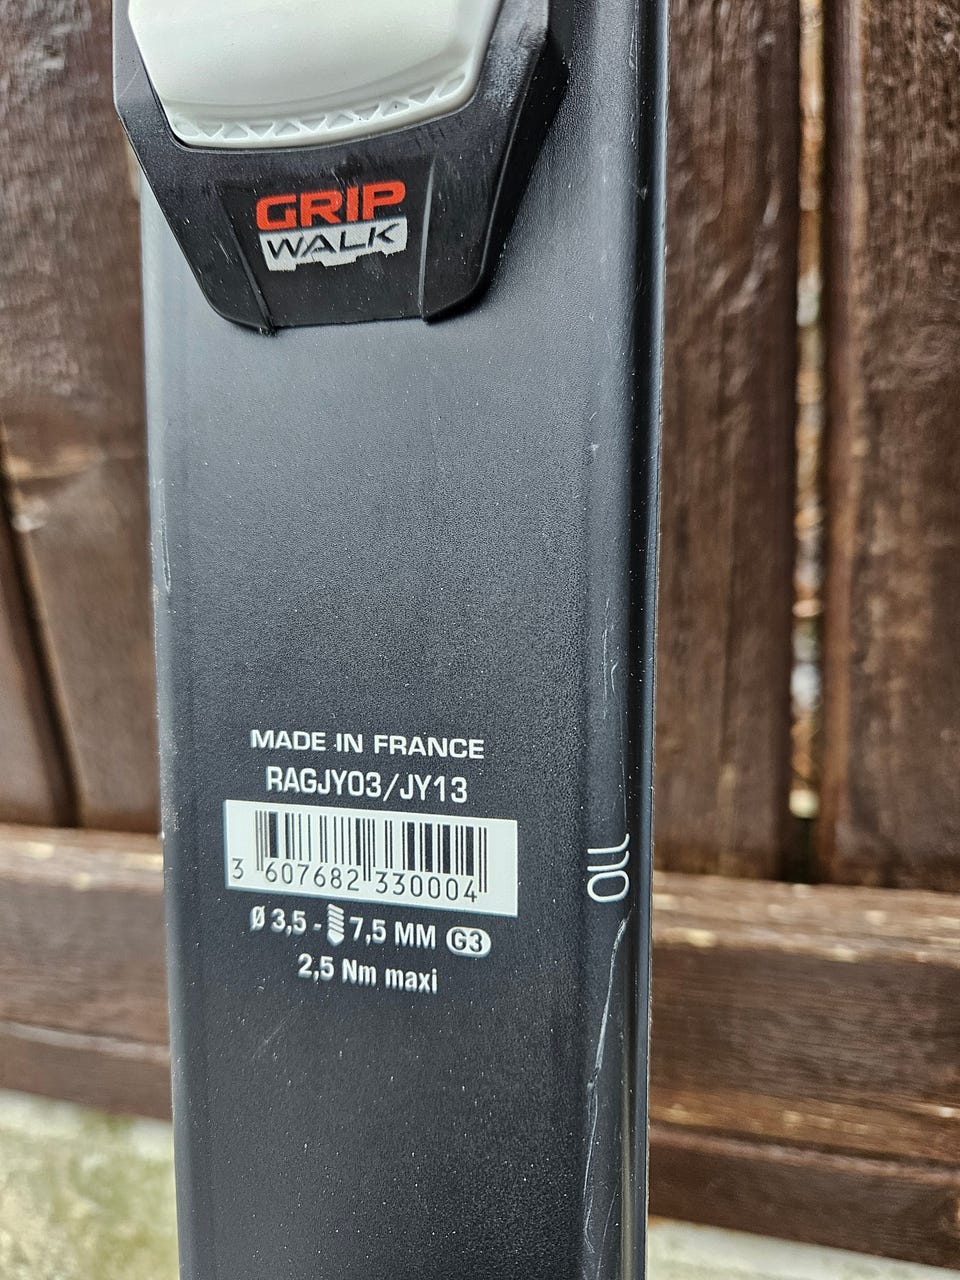 GRIP
WALK
MADE IN FRANCE
RAGJY03/JY13
3 607682 330004
Ø 3,5 - 7,5 MM G3
2,5 Nm maxi
110